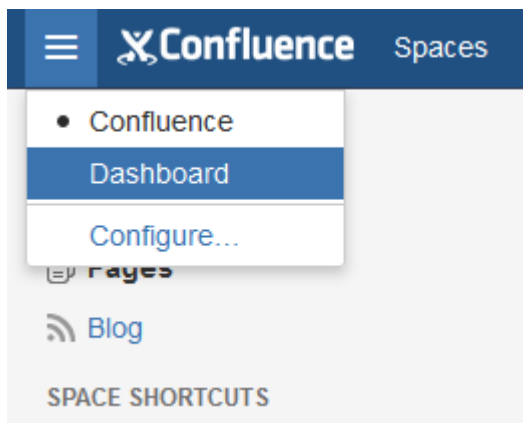 Confluence Spaces
Confluence
Dashboard
Configure...
Pages
Blog
SPACE SHORTCUTS